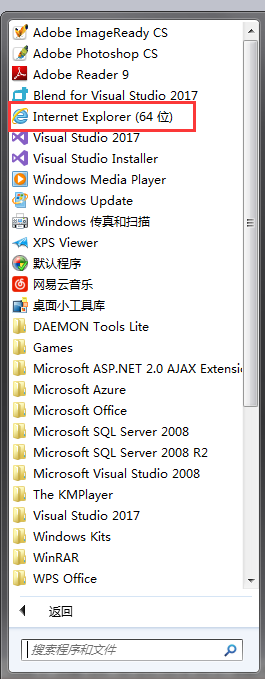 Adobe ImageReady CS
Adobe Photoshop CS
Adobe Reader 9
Blend for Visual Studio 2017
Internet Explorer (64 位)
Visual Studio 2017
Visual Studio Installer
Windows Media Player
Windows Update
Windows 传真和扫描
XPS Viewer
默认程序
网易云音乐
桌面小工具库
DAEMON Tools Lite
Games
Microsoft ASP.NET 2.0 AJAX Extensi
Microsoft Azure
Microsoft Office
Microsoft SQL Server 2008
Microsoft SQL Server 2008 R2
Microsoft Visual Studio 2008
The KMPlayer
Visual Studio 2017
Windows Kits
WinRAR
WPS Office
返回
搜索程序和文件